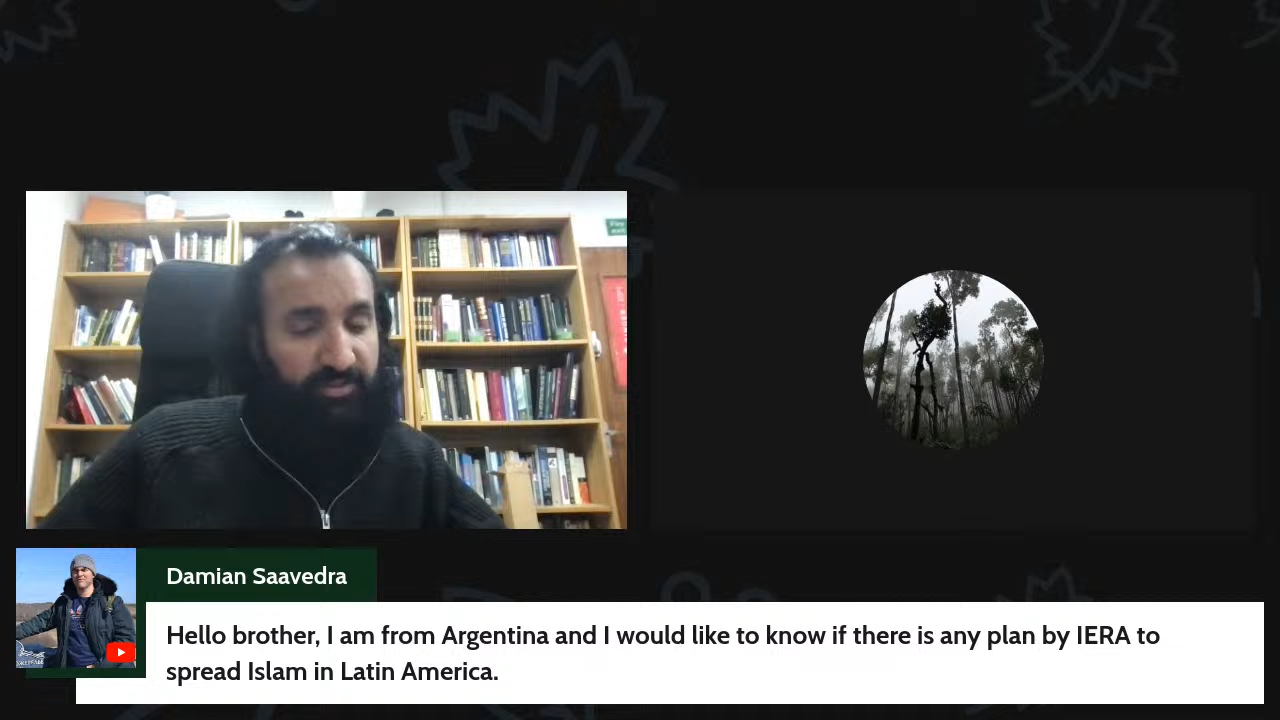 Damian Saavedra
Hello brother, I am from Argentina and I would like to know if there is any plan by IERA to
spread Islam in Latin America.